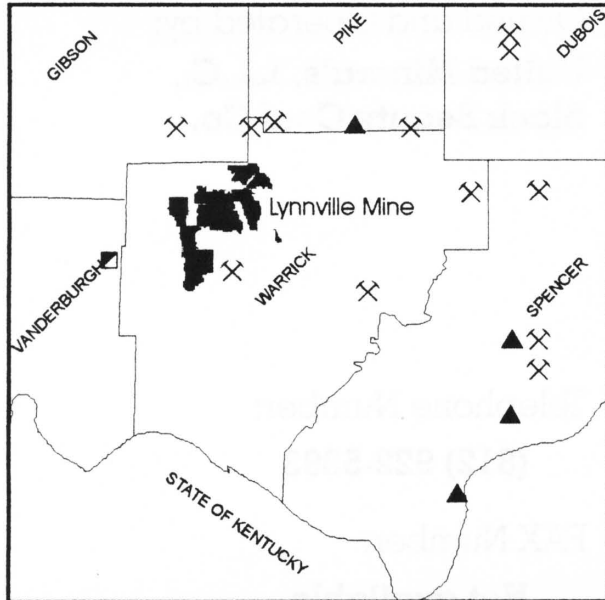 GIBSON
PIKE
DUBOIS
Lynnville Mine
VANDERBURGH
WARRICK
SPENCER
STATE OF KENTUCKY